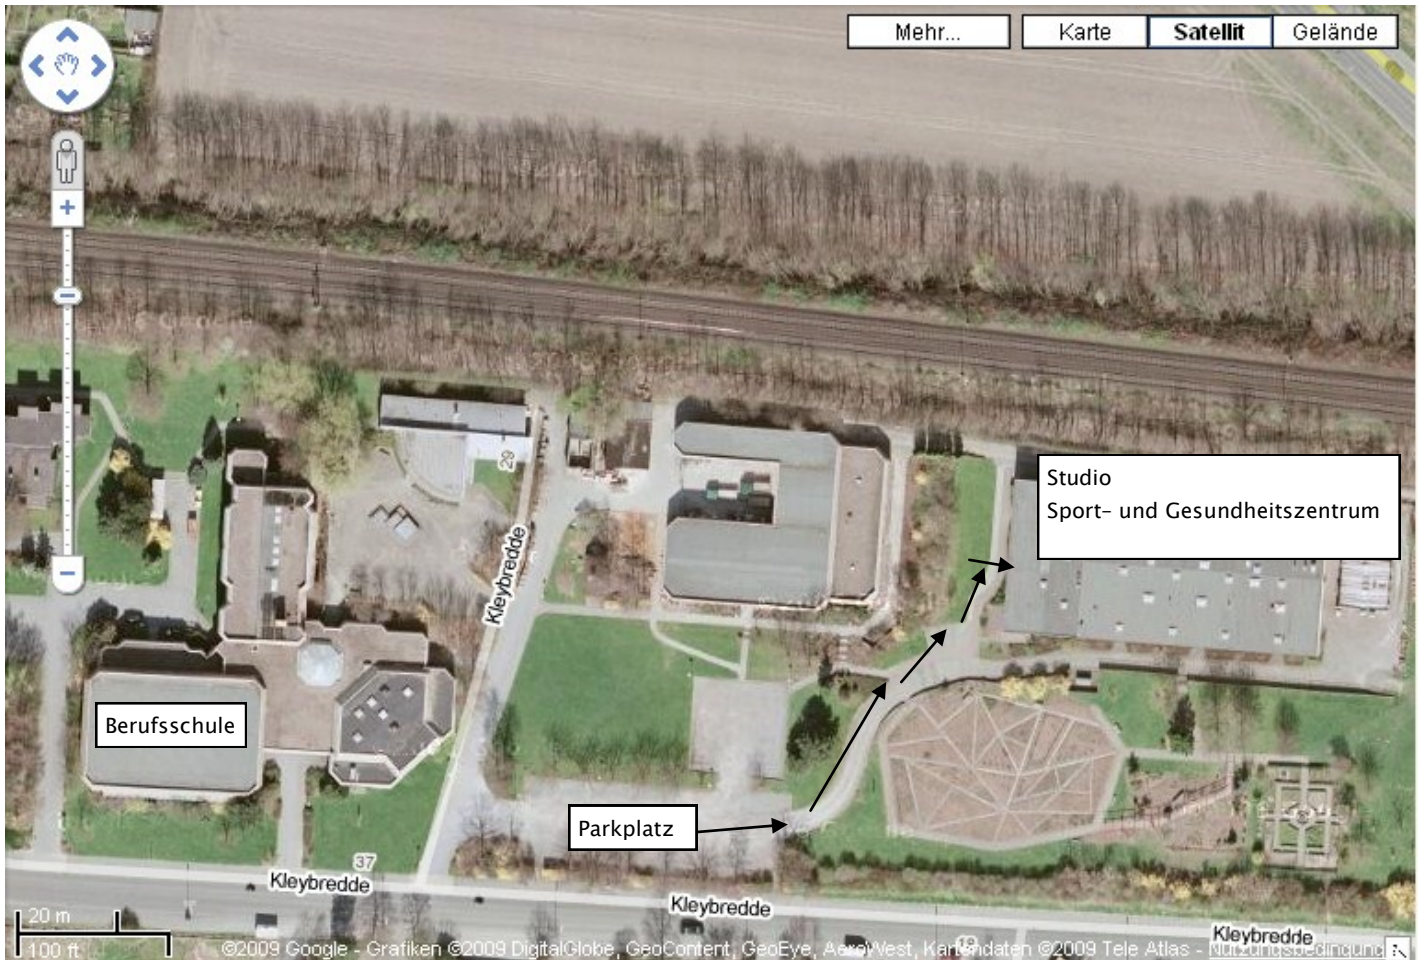 Mehr...
Karte
Satellit
Gelände
Studio
Sport- und Gesundheitszentrum
29
Kleybredde
Berufsschule
Parkplatz
37
Kleybredde
Kleybredde
Kleybredde
20 m
100 ft
©2009 Google - Grafiken ©2009 DigitalGlobe, GeoContent, GeoEye, AeroWest, Kartendaten ©2009 Tele Atlas - Nutzungsbedingungen